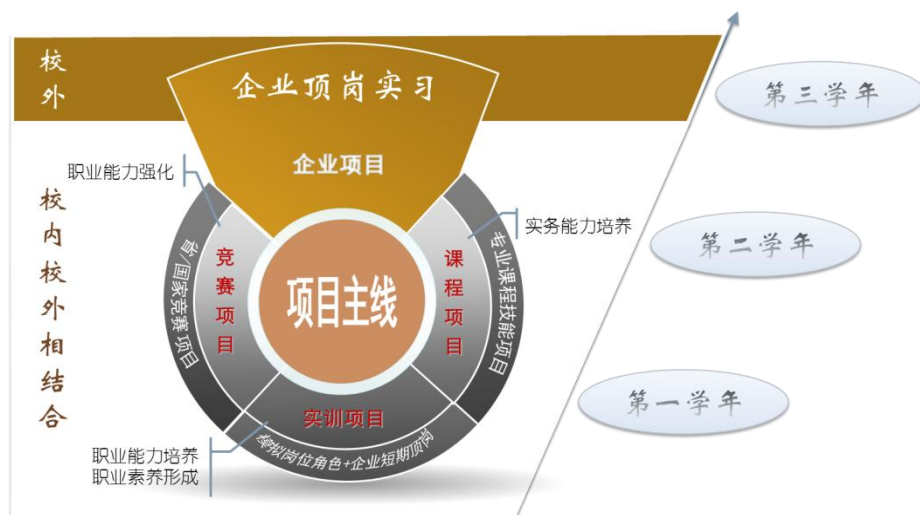 校外
企业顶岗实习
第三学年
企业项目
职业能力强化
校内校外相结合
实务能力培养
第二学年
竞赛项目
省/国家竞赛项目
项目主线
课程项目
专业课程技能项目
第一学年
实训项目
模拟岗位角色+企业短期顶岗
职业能力培养
职业素养形成